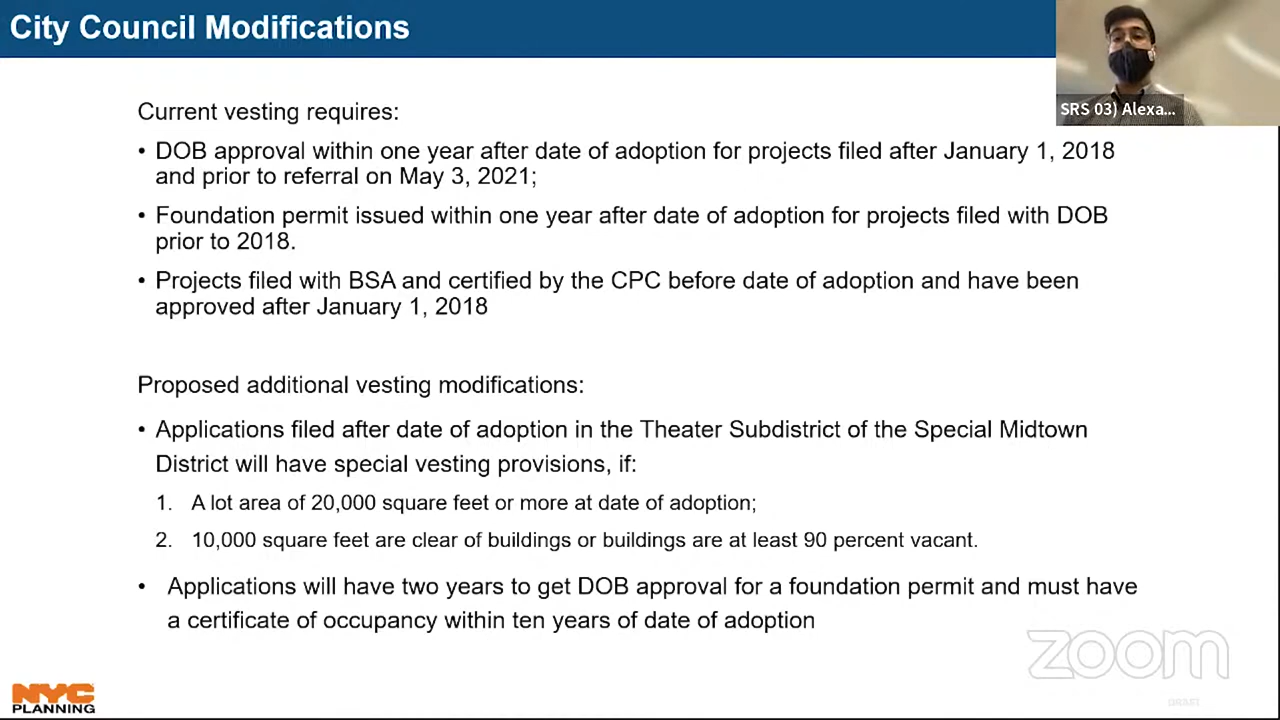 City Council Modifications
SRS 03) Alexa...
Current vesting requires:
• DOB approval within one year after date of adoption for projects filed after January 1, 2018
and prior to referral on May 3, 2021;
• Foundation permit issued within one year after date of adoption for projects filed with DOB
prior to 2018.
• Projects filed with BSA and certified by the CPC before date of adoption and have been
approved after January 1, 2018
Proposed additional vesting modifications:
• Applications filed after date of adoption in the Theater Subdistrict of the Special Midtown
District will have special vesting provisions, if:
1. A lot area of 20,000 square feet or more at date of adoption;
2. 10,000 square feet are clear of buildings or buildings are at least 90 percent vacant.
• Applications will have two years to get DOB approval for a foundation permit and must have
a certificate of occupancy within ten years of date of adoption
zoom
NYC
PLANNING
DRAFT